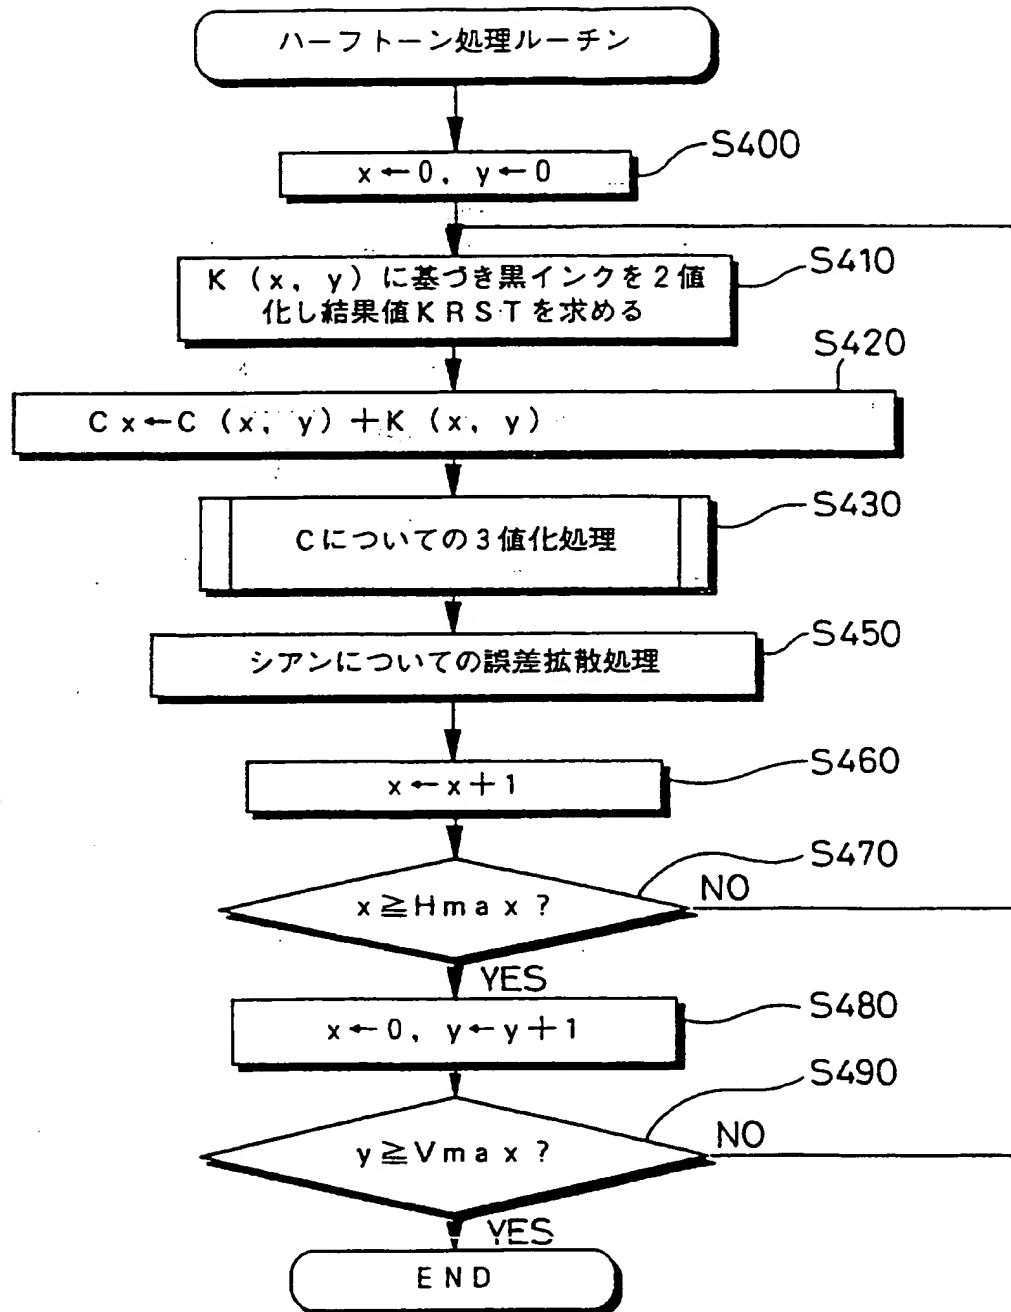 ハーフトーン処理ルーチン
S400
x←0, y←0
S410
K (x, y) に基づき黒インクを2値
化し結果値KRSTを求める
S420
Cx←C (x, y) +K (x, y)
S430
Cについての3値化処理
S450
シアンについての誤差拡散処理
S460
x←x+1
S470
x≧Hmax?
NO
YES
S480
x←0, y←y+1
S490
y≧Vmax?
NO
YES
END